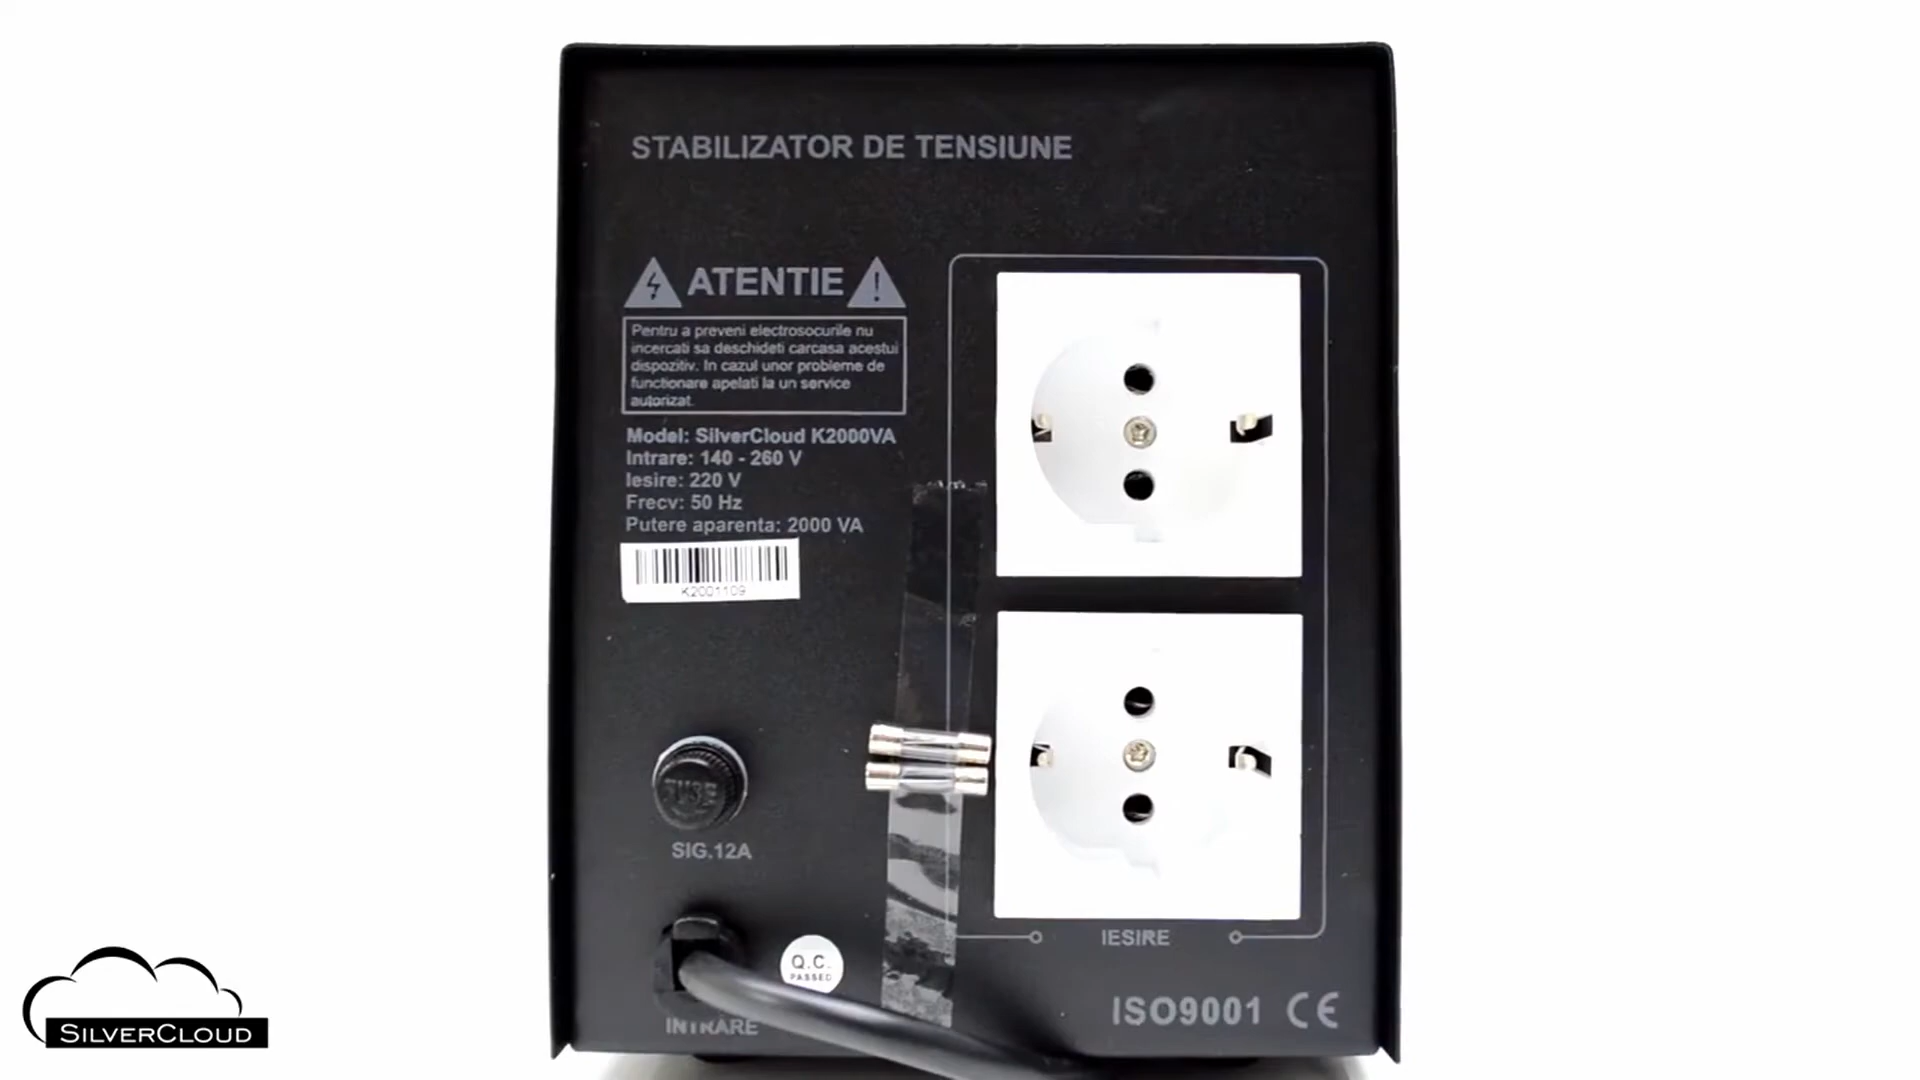 STABILIZATOR DE TENSIUNE
ATENTIE
Pentru a preveni electrosocurile nu
incercati sa deschideti carcasa acestui
dispozitiv. In cazul unor probleme de
functionare apelati la un service
autorizat.
Model: SilverCloud K2000VA
Intrare: 140 - 260 V
Iesire: 220 V
Frecv: 50 Hz
Putere aparenta: 2000 VA
K2001109
FUSE
SIG.12A
INTRARE
Q.C.
PASSED
IESIRE
ISO9001 CE
SILVERCLOUD